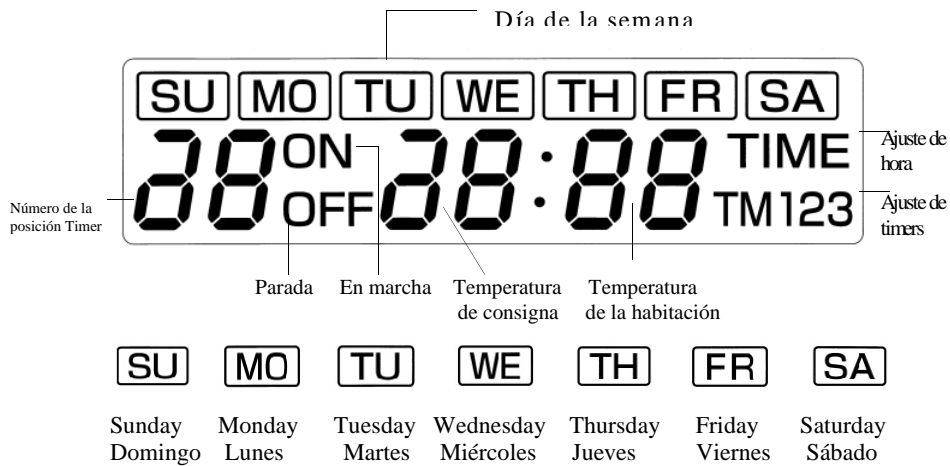 Día de la semana
SU MO TU WE TH FR SA
28 ON 28:88 TIME
OFF TM123
Ajuste de
hora
Ajuste de
timers
Número de la
posición Timer
Parada En marcha Temperatura
de consigna
Temperatura
de la habitación
SU MO TU WE TH FR SA
Sunday Monday Tuesday Wednesday Thursday Friday Saturday
Domingo Lunes Martes Miércoles Jueves Viernes Sábado